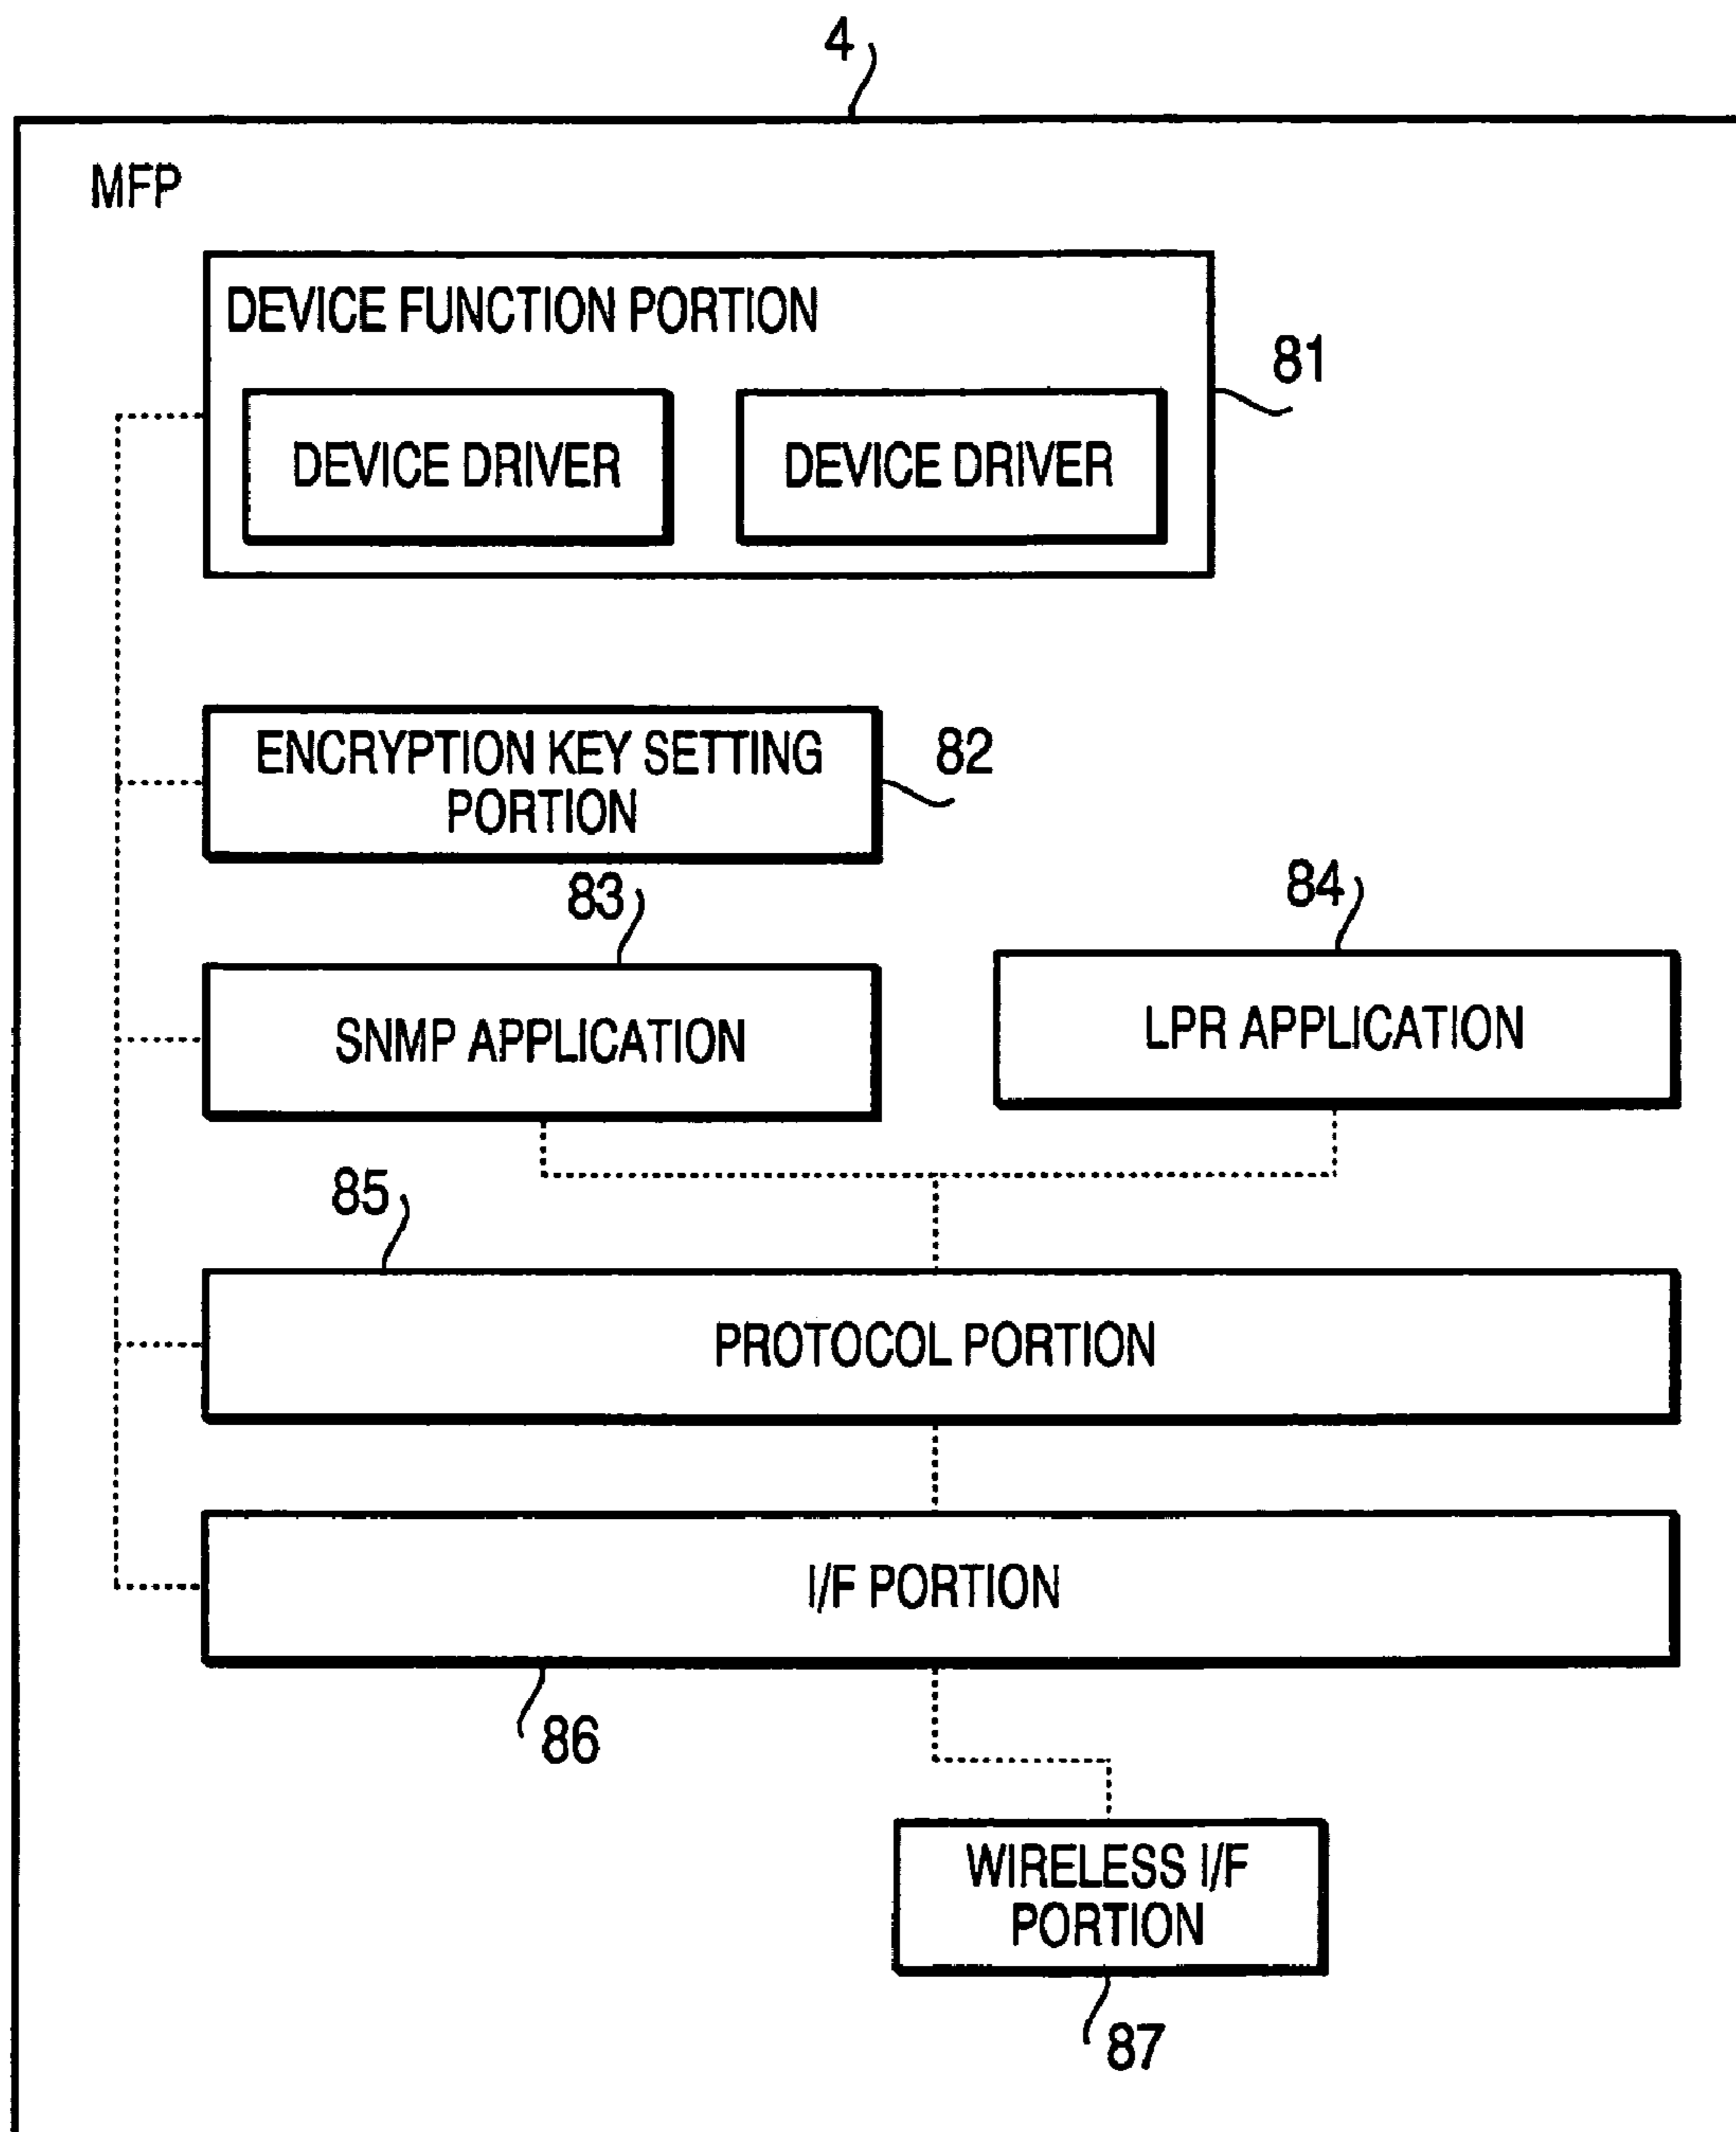 4
MFP
DEVICE FUNCTION PORTION
81
DEVICE DRIVER
DEVICE DRIVER
ENCRYPTION KEY SETTING
PORTION
82
83
84
SNMP APPLICATION
LPR APPLICATION
85
PROTOCOL PORTION
I/F PORTION
86
WIRELESS I/F
PORTION
87